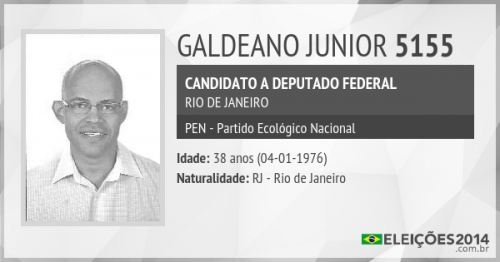 GALDEANO JUNIOR 5155
CANDIDATO A DEPUTADO FEDERAL
RIO DE JANEIRO
PEN - Partido Ecológico Nacional
Idade: 38 anos (04-01-1976)
Naturalidade: RJ - Rio de Janeiro
ELEIÇÕES2014
.com.br